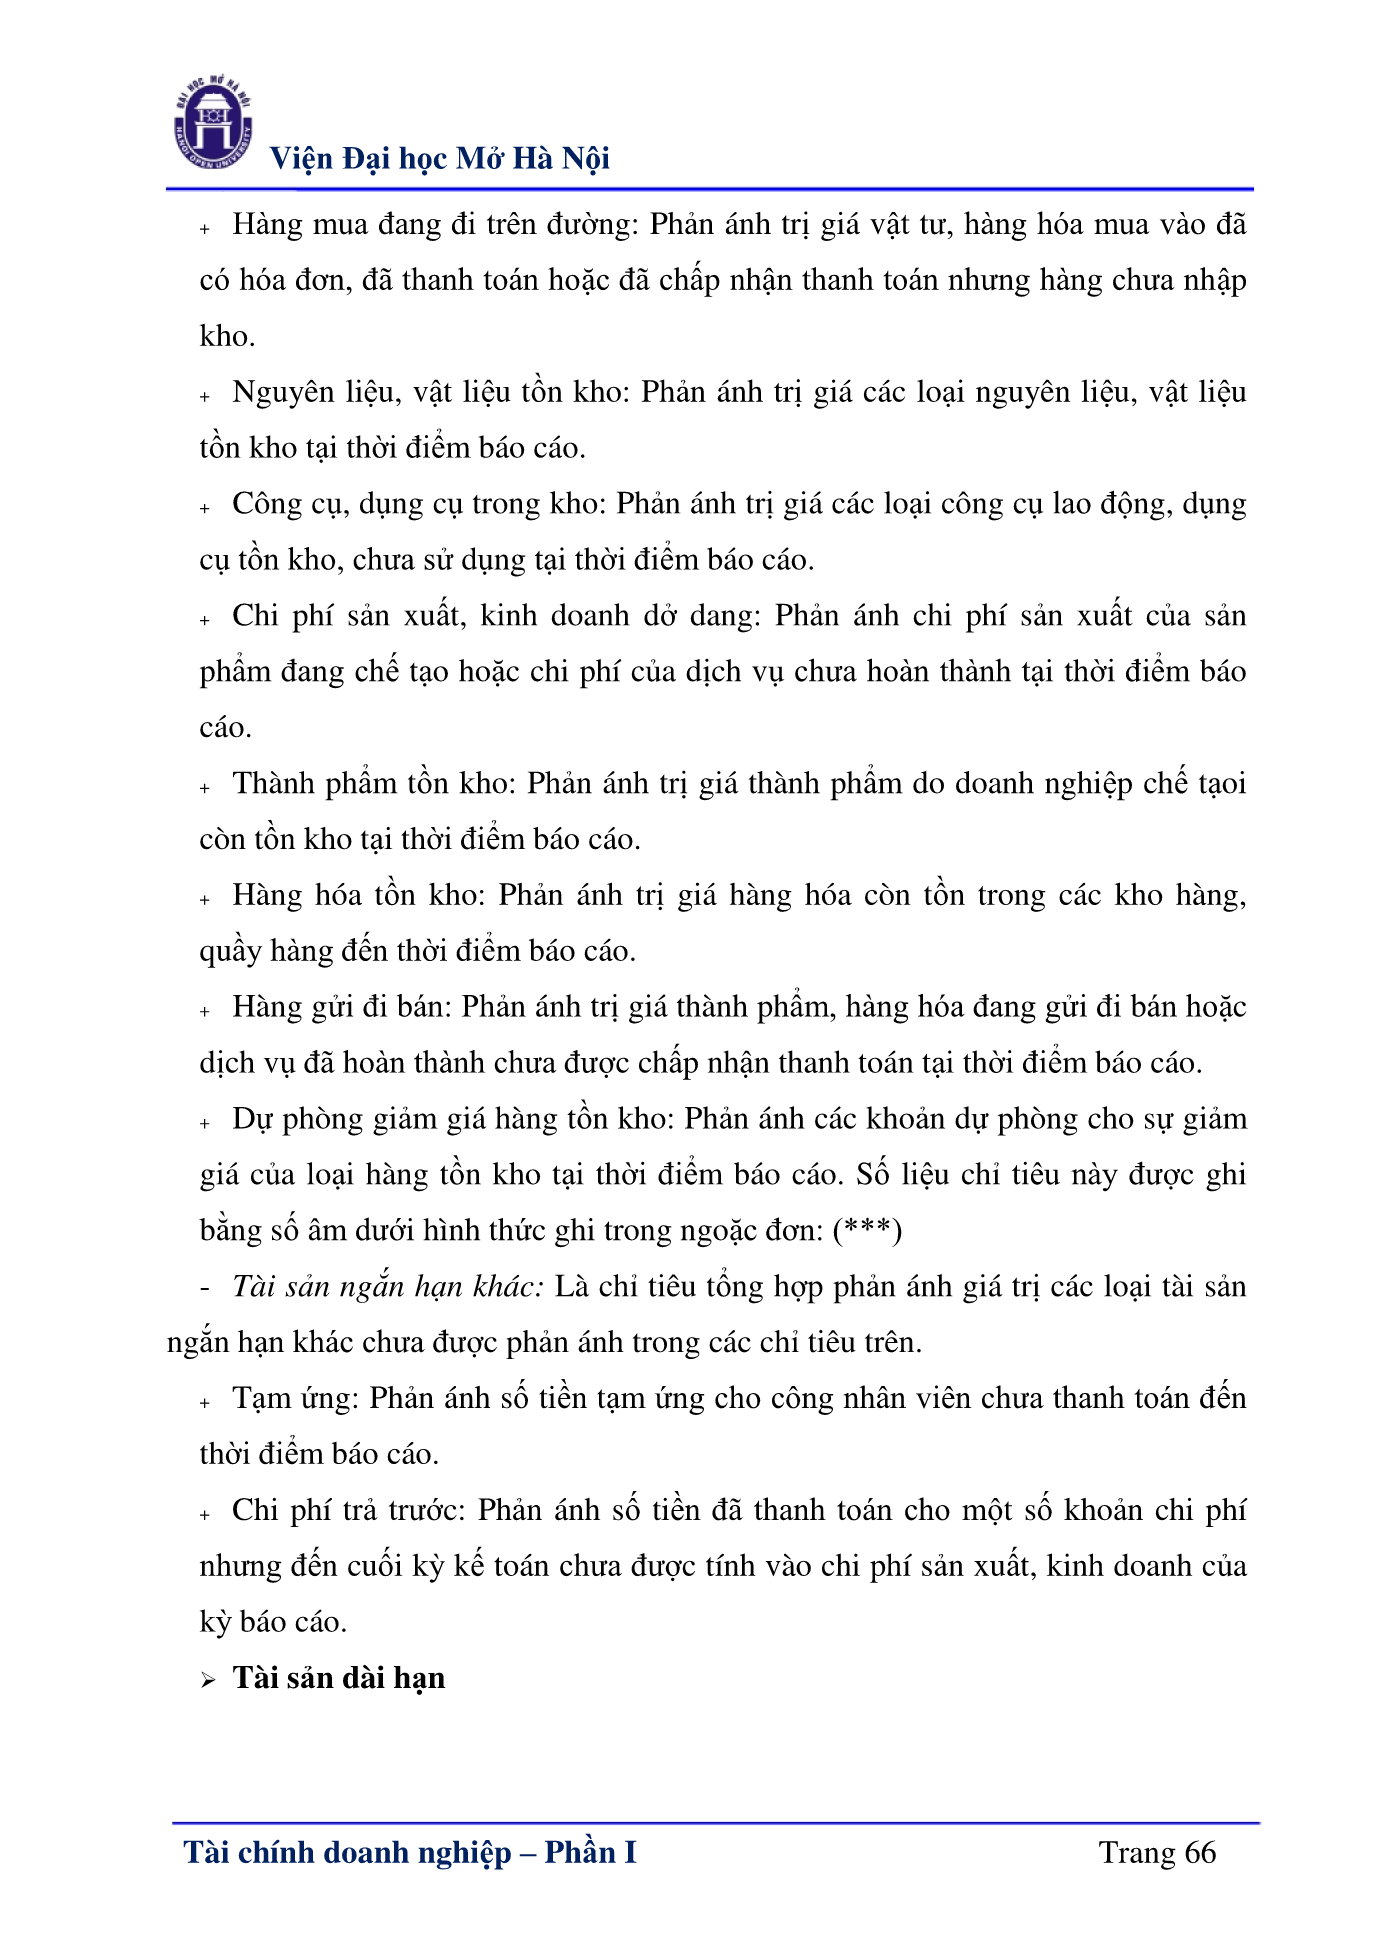 ĐẠI HỌC MỞ HÀ NỘI
HANOI OPEN UNIVERSITY
Viện Đại học Mở Hà Nội
+ Hàng mua đang đi trên đường: Phản ánh trị giá vật tư, hàng hóa mua vào đã
có hóa đơn, đã thanh toán hoặc đã chấp nhận thanh toán nhưng hàng chưa nhập
kho.
+ Nguyên liệu, vật liệu tồn kho: Phản ánh trị giá các loại nguyên liệu, vật liệu
tồn kho tại thời điểm báo cáo.
+ Công cụ, dụng cụ trong kho: Phản ánh trị giá các loại công cụ lao động, dụng
cụ tồn kho, chưa sử dụng tại thời điểm báo cáo.
+ Chi phí sản xuất, kinh doanh dở dang: Phản ánh chi phí sản xuất của sản
phẩm đang chế tạo hoặc chi phí của dịch vụ chưa hoàn thành tại thời điểm báo
cáo.
+ Thành phẩm tồn kho: Phản ánh trị giá thành phẩm do doanh nghiệp chế tạoi
còn tồn kho tại thời điểm báo cáo.
+ Hàng hóa tồn kho: Phản ánh trị giá hàng hóa còn tồn trong các kho hàng,
quầy hàng đến thời điểm báo cáo.
+ Hàng gửi đi bán: Phản ánh trị giá thành phẩm, hàng hóa đang gửi đi bán hoặc
dịch vụ đã hoàn thành chưa được chấp nhận thanh toán tại thời điểm báo cáo.
+ Dự phòng giảm giá hàng tồn kho: Phản ánh các khoản dự phòng cho sự giảm
giá của loại hàng tồn kho tại thời điểm báo cáo. Số liệu chỉ tiêu này được ghi
bằng số âm dưới hình thức ghi trong ngoặc đơn: (***)
- Tài sản ngắn hạn khác: Là chỉ tiêu tổng hợp phản ánh giá trị các loại tài sản
ngắn hạn khác chưa được phản ánh trong các chỉ tiêu trên.
+ Tạm ứng: Phản ánh số tiền tạm ứng cho công nhân viên chưa thanh toán đến
thời điểm báo cáo.
+ Chi phí trả trước: Phản ánh số tiền đã thanh toán cho một số khoản chi phí
nhưng đến cuối kỳ kế toán chưa được tính vào chi phí sản xuất, kinh doanh của
kỳ báo cáo.
➢ Tài sản dài hạn
Tài chính doanh nghiệp – Phần I Trang 66